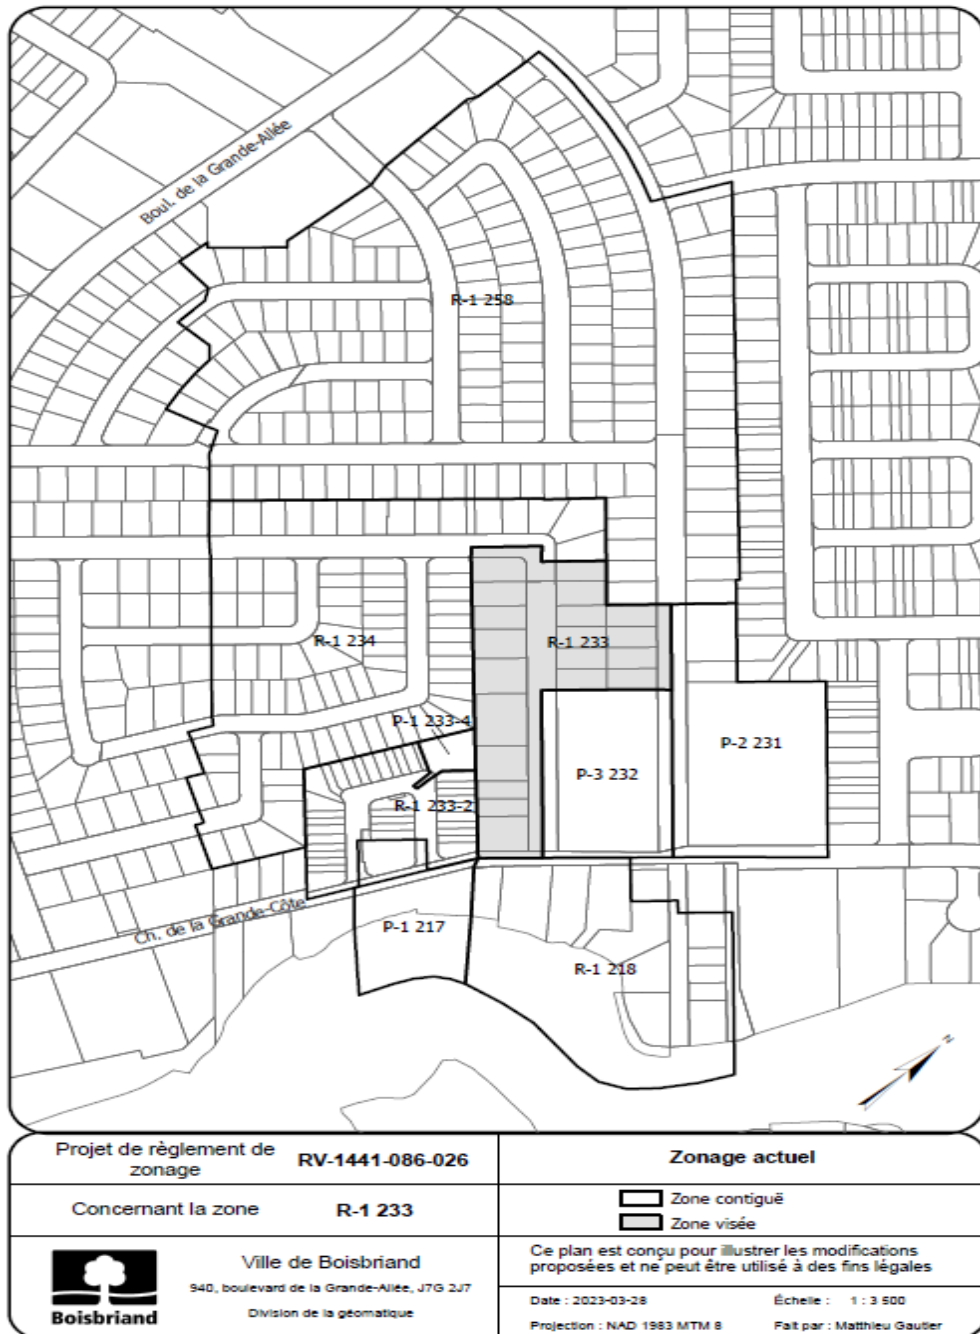 Boul. de la Grande-Allée
R-1 258
R-1 234
R-1 233
P-1 233-4
P-2 231
P-3 232
R-1 233-2
Ch. de la Grande-Côte
P-1 217
R-1 218
N
Projet de règlement de
zonage
RV-1441-086-026
Zonage actuel
Concernant la zone
R-1 233
Zone contiguë
Zone visée
Boisbriand
Ville de Boisbriand
940, boulevard de la Grande-Allée, J7G 2J7
Division de la géomatique
Ce plan est conçu pour illustrer les modifications
proposées et ne peut être utilisé à des fins légales
Date : 2023-03-28
Échelle : 1 : 3 500
Projection : NAD 1983 MTM 8
Fait par : Matthieu Gautier